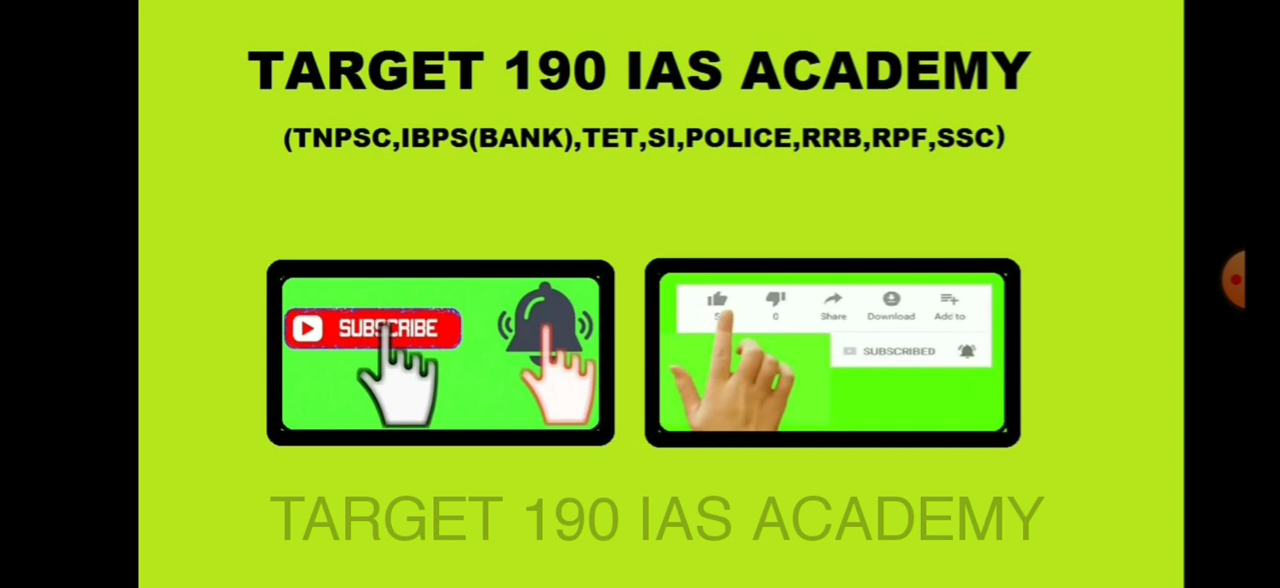 TARGET 190 IAS ACADEMY
(TNPSC,IBPS(BANK),TET,SI,POLICE,RRB,RPF,SSC)
SUBSCRIBE
0 Share Download Add to
SUBSCRIBED
TARGET 190 IAS ACADEMY